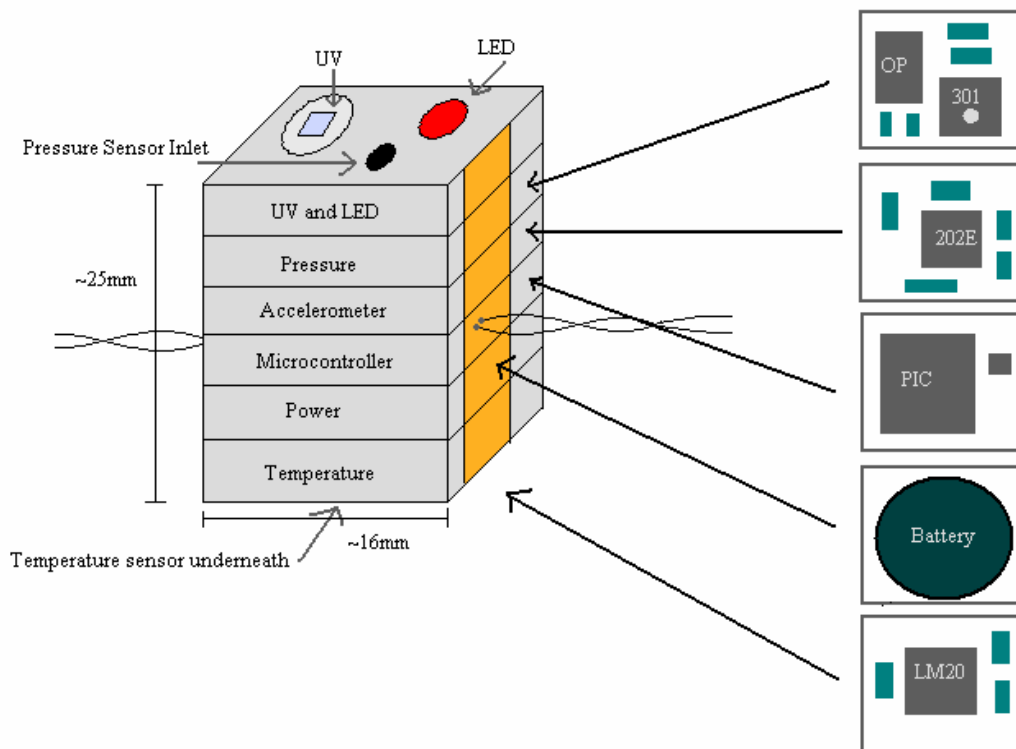 UV
LED
Pressure Sensor Inlet
UV and LED
Pressure
Accelerometer
Microcontroller
Power
Temperature
~25mm
~16mm
Temperature sensor underneath
OP
301
202E
PIC
Battery
LM20